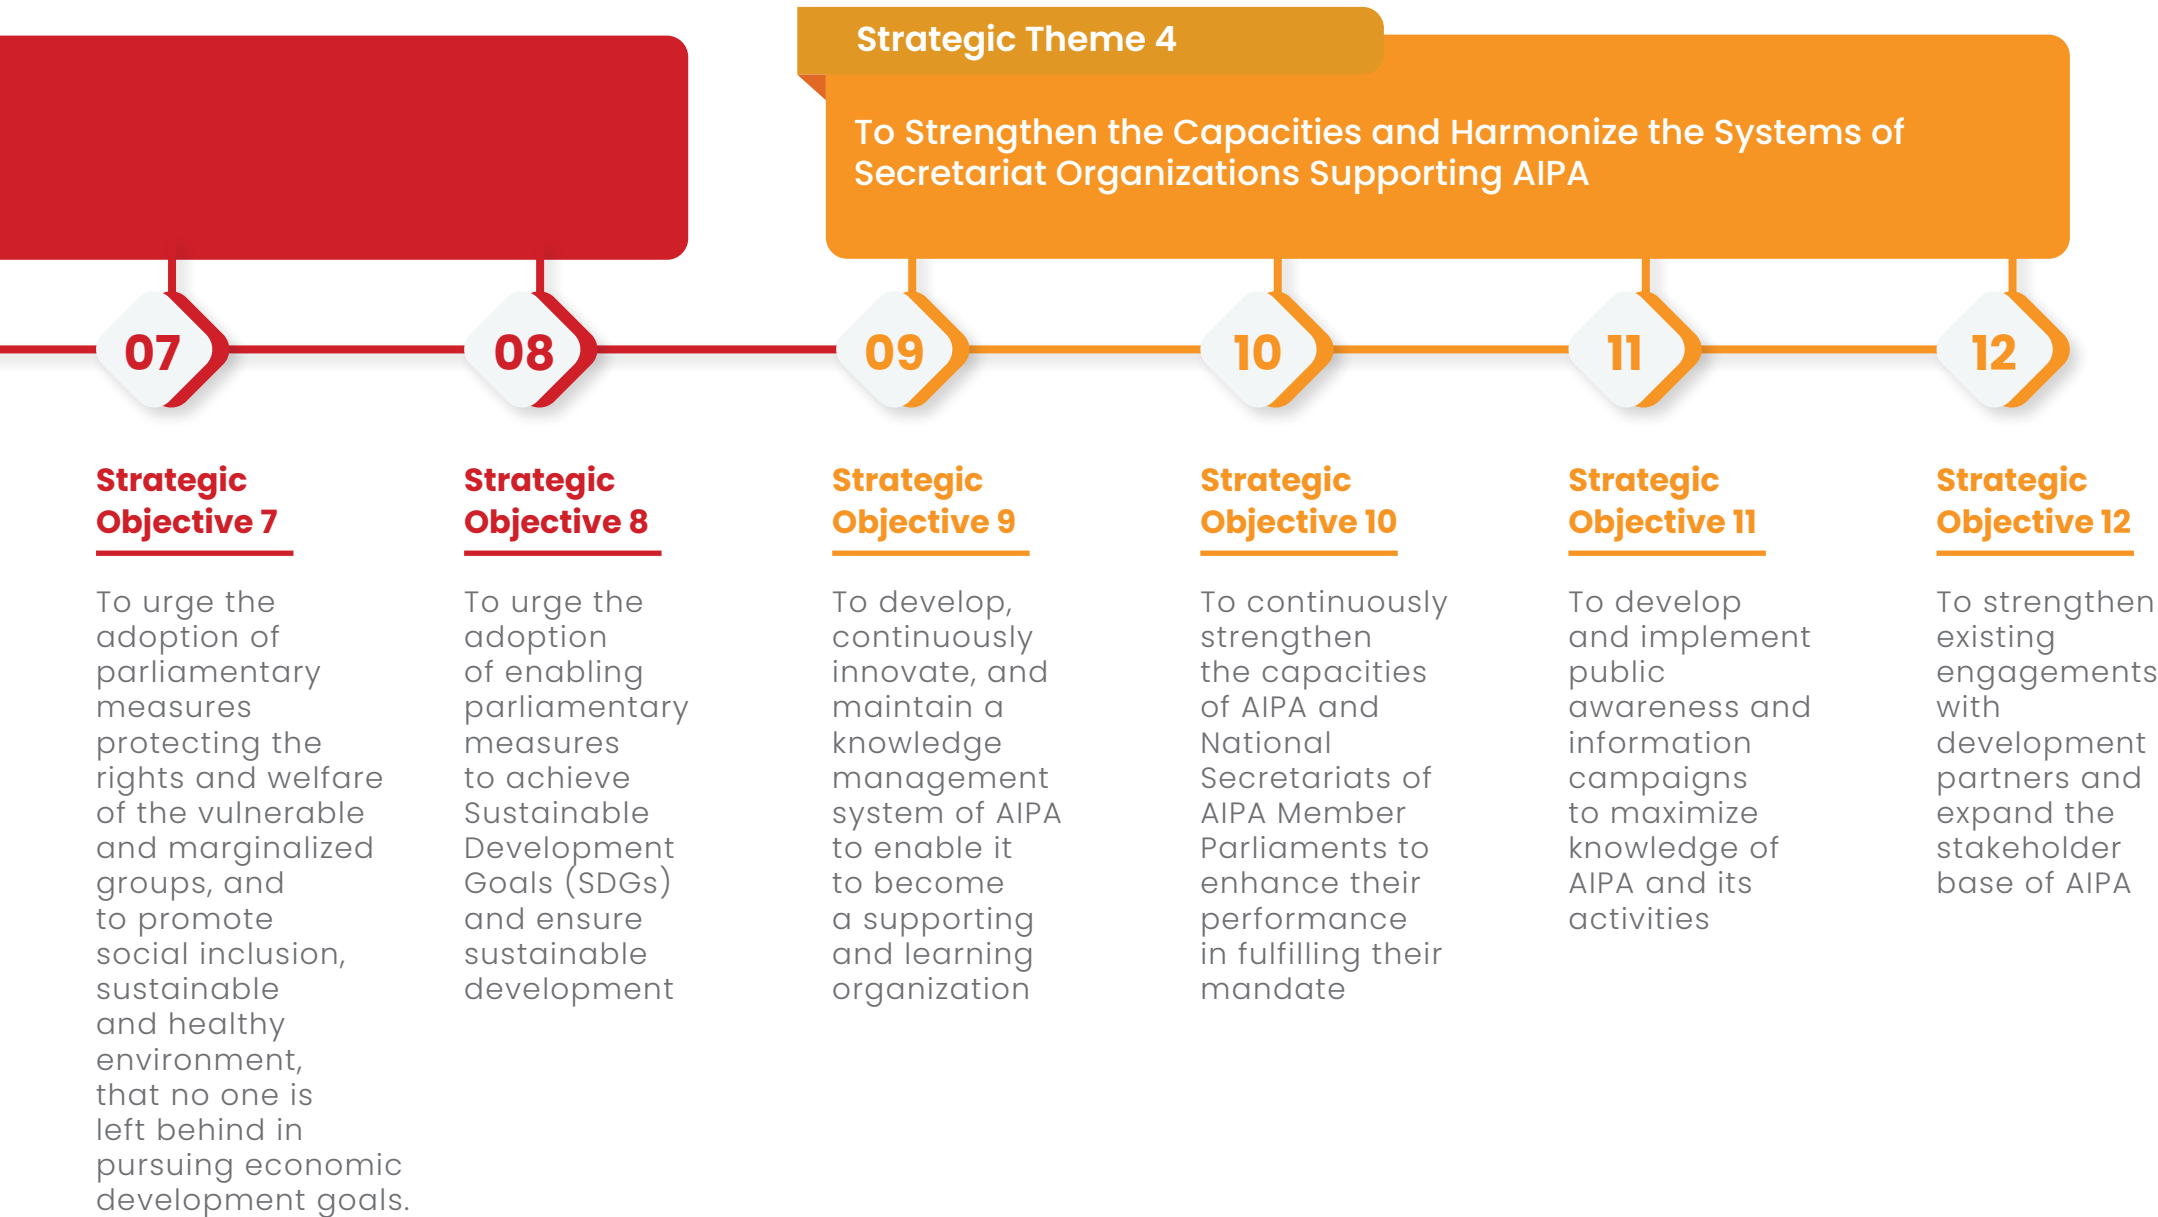 Strategic Theme 4
To Strengthen the Capacities and Harmonize the Systems of
Secretariat Organizations Supporting AIPA
07
08
09
10
11
12
Strategic
Objective 7
To urge the
adoption of
parliamentary
measures
protecting the
rights and welfare
of the vulnerable
and marginalized
groups, and
to promote
social inclusion,
sustainable
and healthy
environment,
that no one is
left behind in
pursuing economic
development goals.
Strategic
Objective 8
To urge the
adoption
of enabling
parliamentary
measures
to achieve
Sustainable
Development
Goals (SDGs)
and ensure
sustainable
development
Strategic
Objective 9
To develop,
continuously
innovate, and
maintain a
knowledge
management
system of AIPA
to enable it
to become
a supporting
and learning
organization
Strategic
Objective 10
To continuously
strengthen
the capacities
of AIPA and
National
Secretariats of
AIPA Member
Parliaments to
enhance their
performance
in fulfilling their
mandate
Strategic
Objective 11
To develop
and implement
public
awareness and
information
campaigns
to maximize
knowledge of
AIPA and its
activities
Strategic
Objective 12
To strengthen
existing
engagements
with
development
partners and
expand the
stakeholder
base of AIPA